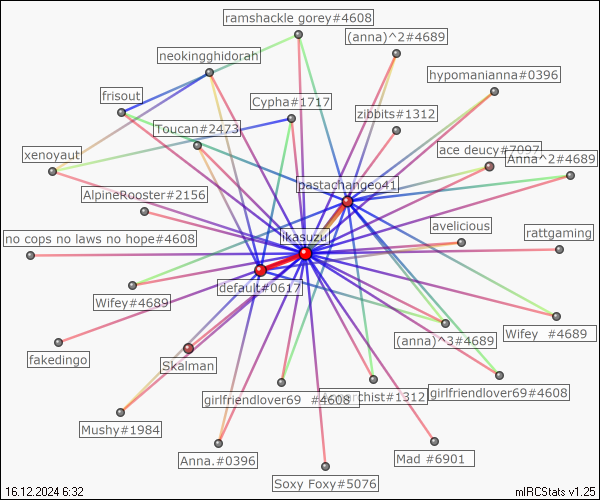 ramshackle gorey#4608
(anna)^2#4689
neokingghidorah
hypomanianna#0396
frisout
Cypha#1717
zibbits#1312
Toucan#2473
ace deucy#7097
xenoyaut
Anna^2#4689
pastachangeo41
AlpineRooster#2156
avelicious
ikasuzu
rattgaming
no cops no laws no hope#4608
default#0617
Wifey#4689
Wifey #4689
(anna)^3#4689
fakedingo
Skalman
girlfriendlover69 #4608
#1312
girlfriendlover69#4608
Mushy#1984
Anna.#0396
Mad #6901
Soxy Foxy#5076
16.12.2024 6:32
mIRCStats v1.25